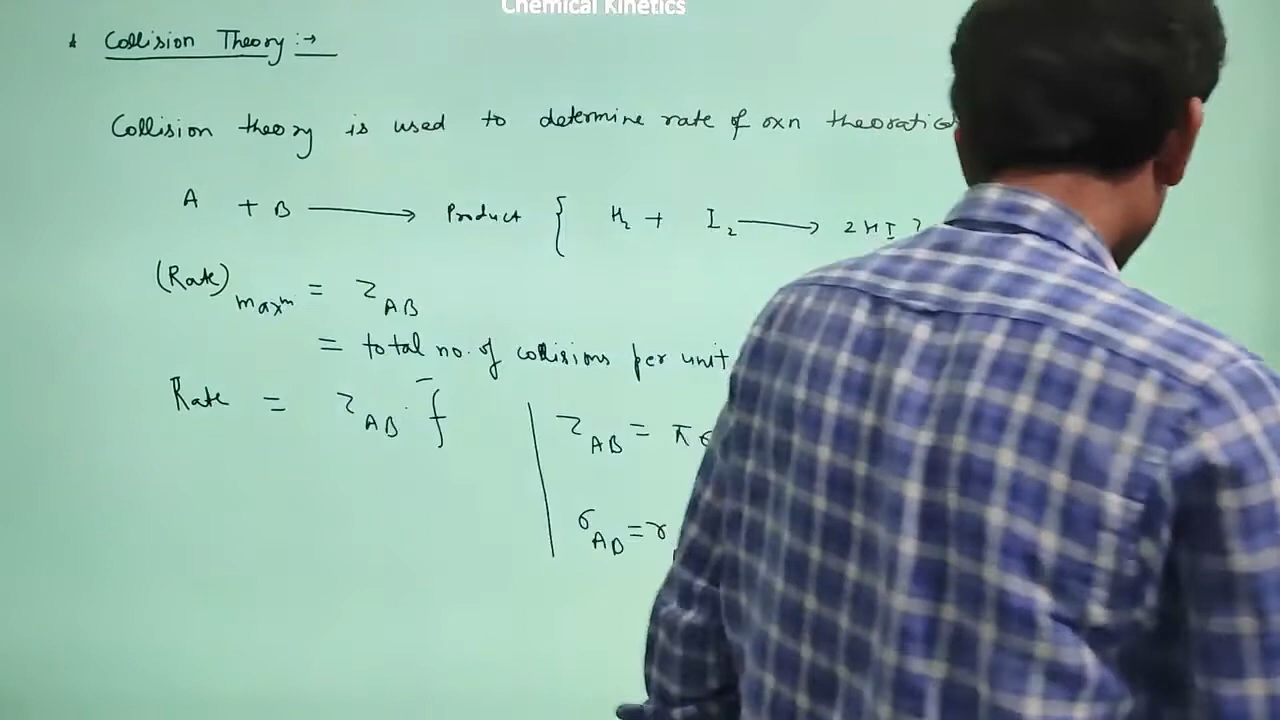 Chemical Kinetics
Collision Theory :→
Collision theory is used to determine rate of rxn
A + B ⟶ Product { H₂ + I₂ ⟶ 2HI
(Rate)maxᵐ = Z_AB
= total no. of collisions per unit
Rate = Z_AB · f
Z_AB = π
σ_AB = r